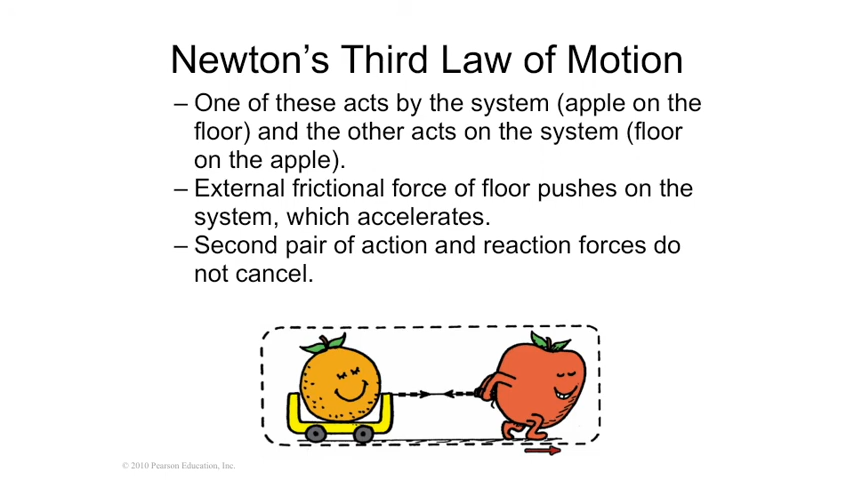 Newton's Third Law of Motion
– One of these acts by the system (apple on the
floor) and the other acts on the system (floor
on the apple).
– External frictional force of floor pushes on the
system, which accelerates.
– Second pair of action and reaction forces do
not cancel.
© 2010 Pearson Education, Inc.